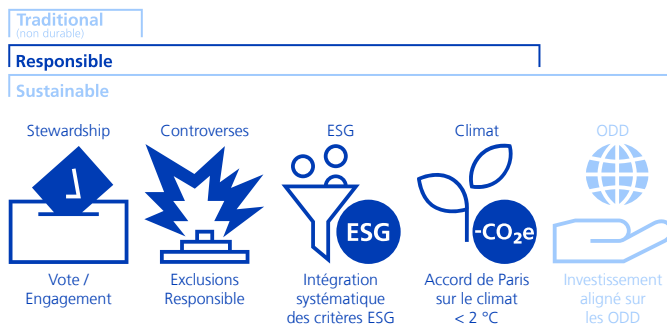 Traditional
(non durable)
Responsible
Sustainable
Stewardship
Controverses
ESG
Climat
ODD
ESG
-CO₂e
Vote /
Engagement
Exclusions
Responsible
Intégration
systématique
des critères ESG
Accord de Paris
sur le climat
< 2 °C
Investissement
aligné sur
les ODD